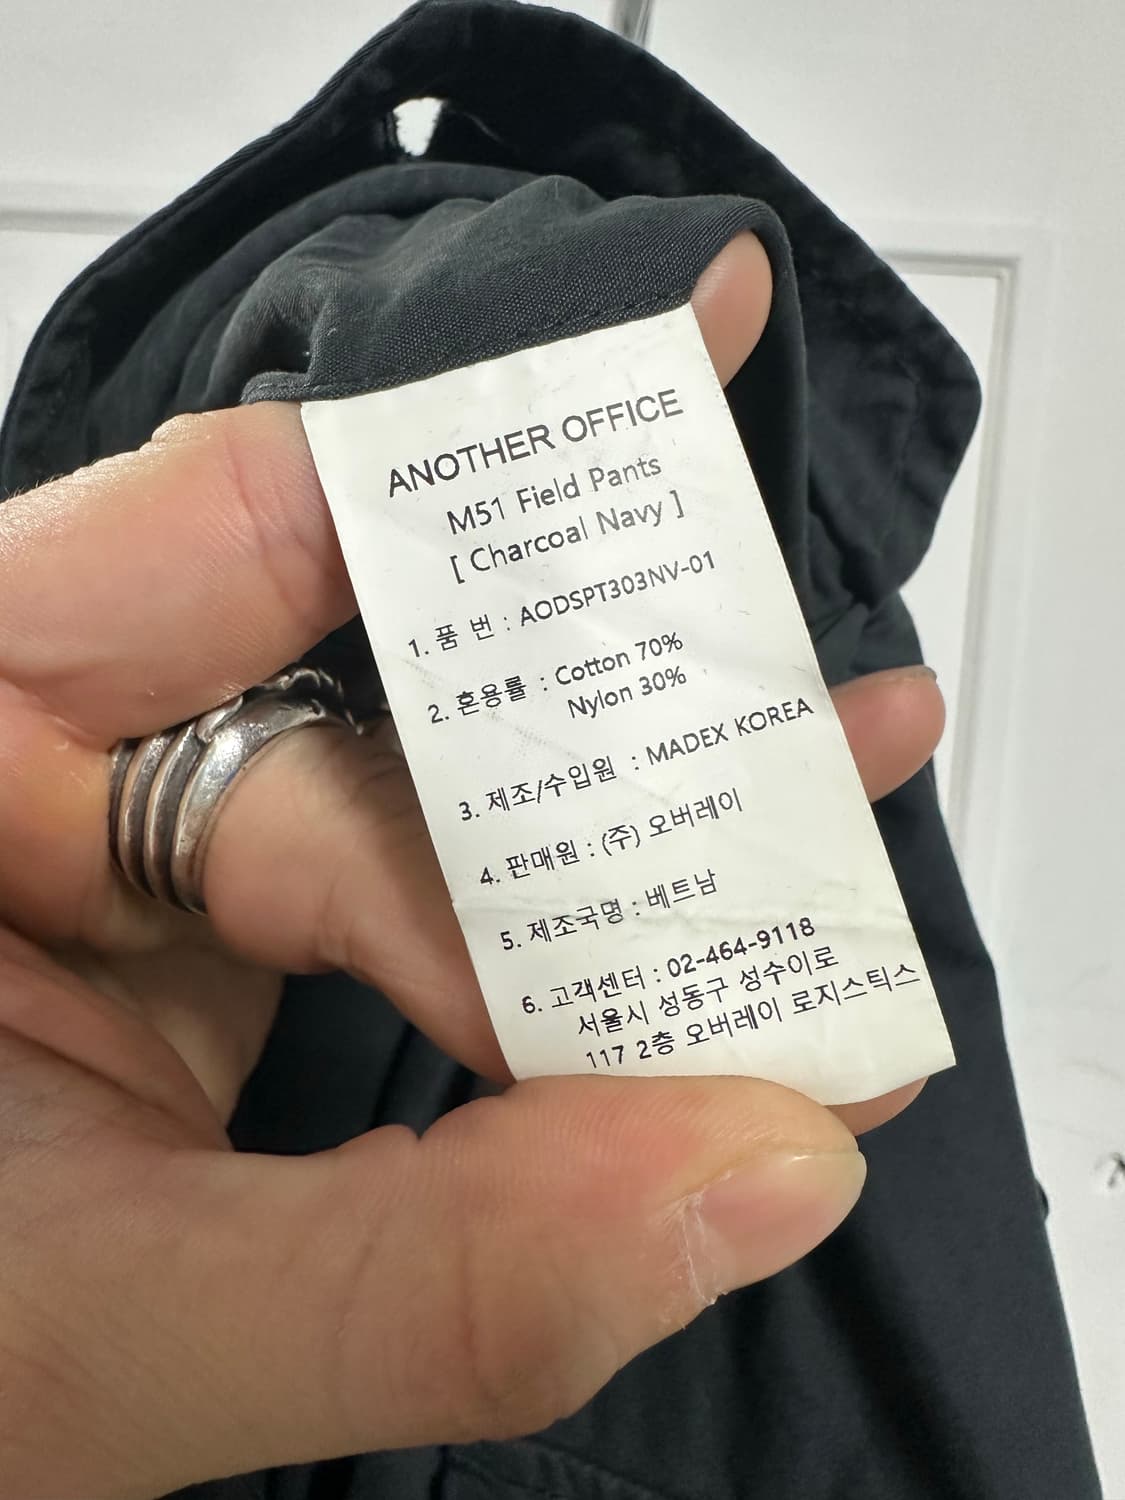 ANOTHER OFFICE
M51 Field Pants
[ Charcoal Navy ]
1. 품 번 : AODSPT303NV-01
2. 혼용률 : Cotton 70%
Nylon 30%
3. 제조/수입원 : MADEX KOREA
4. 판매원 : (주) 오버레이
5. 제조국명 : 베트남
6. 고객센터 : 02-464-9118
서울시 성동구 성수이로
117 2층 오버레이 로지스틱스